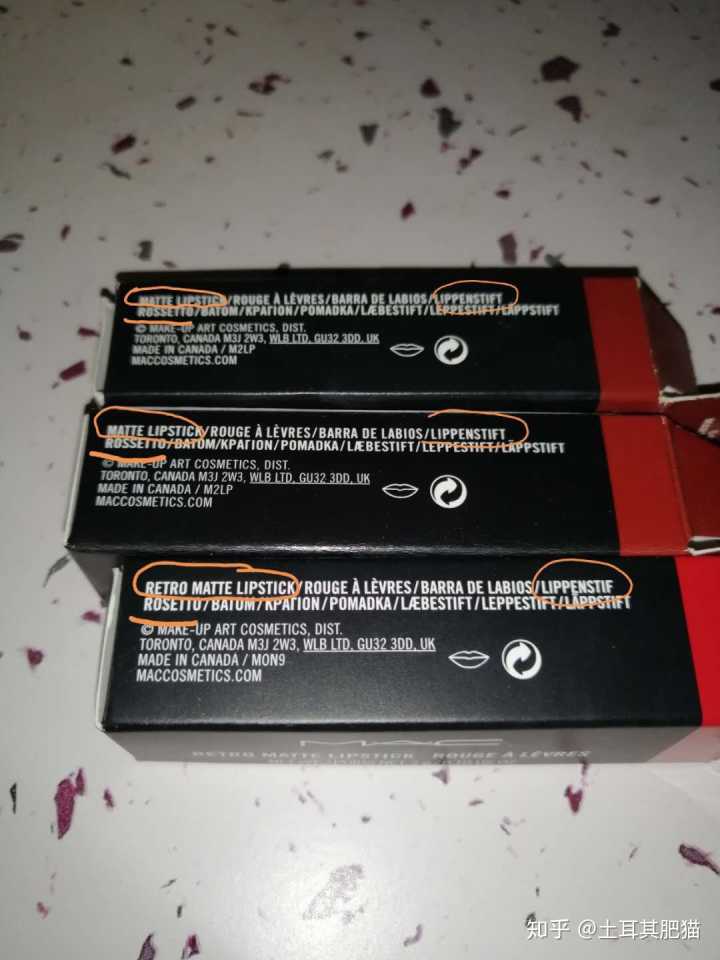 MATTE LIPSTICK/ROUGE À LÈVRES/BARRA DE LABIOS/LIPPENSTIFT
ROSSETTO/BATOM/ΚΡΑΓΙΟΝ/POMADKA/LÆBESTIFT/LEPPESTIFT/LÄPPSTIFT
© MAKE-UP ART COSMETICS, DIST.
TORONTO, CANADA M3J 2W3, WLB LTD, GU32 3DD, UK
MADE IN CANADA / M2LP
MACCOSMETICS.COM
MATTE LIPSTICK/ROUGE À LÈVRES/BARRA DE LABIOS/LIPPENSTIFT
ROSSETTO/BATOM/ΚΡΑΓΙΟΝ/POMADKA/LÆBESTIFT/LEPPESTIFT/LÄPPSTIFT
© MAKE-UP ART COSMETICS, DIST.
TORONTO, CANADA M3J 2W3, WLB LTD, GU32 3DD, UK
MADE IN CANADA / M2LP
MACCOSMETICS.COM
RETRO MATTE LIPSTICK/ROUGE À LÈVRES/BARRA DE LABIOS/LIPPENSTIF
ROSETTO/BATOM/ΚΡΑΓΙΟΝ/POMADKA/LÆBESTIFT/LEPPESTIFT/LÄPPSTIFT
© MAKE-UP ART COSMETICS, DIST.
TORONTO, CANADA M3J 2W3, WLB LTD, GU32 3DD, UK
MADE IN CANADA / MON9
MACCOSMETICS.COM
MAC
RETRO MATTE LIPSTICK ROUGE À LÈVRES
知乎 @土耳其肥猫